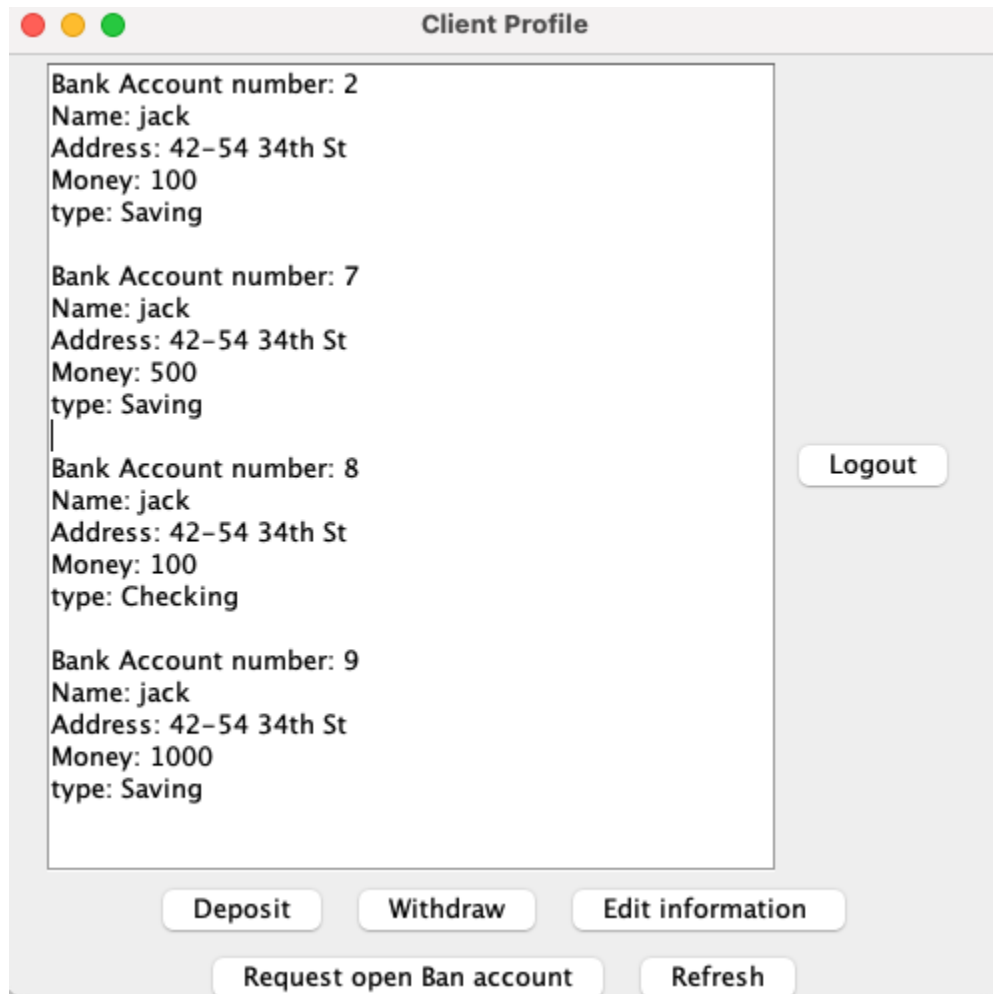 Client Profile
Bank Account number: 2
Name: jack
Address: 42-54 34th St
Money: 100
type: Saving
Bank Account number: 7
Name: jack
Address: 42-54 34th St
Money: 500
type: Saving
Bank Account number: 8
Name: jack
Address: 42-54 34th St
Money: 100
type: Checking
Bank Account number: 9
Name: jack
Address: 42-54 34th St
Money: 1000
type: Saving
Logout
Deposit Withdraw Edit information
Request open Ban account Refresh